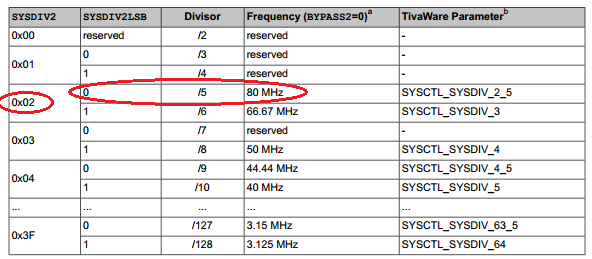 SYSDIV2 SYSDIV2LSB Divisor Frequency (BYPASS2=0)a TivaWare Parameterb
0x00 reserved /2 reserved -
0x01 0 /3 reserved -
1 /4 reserved -
0x02 0 /5 80 MHz SYSCTL_SYSDIV_2_5
1 /6 66.67 MHz SYSCTL_SYSDIV_3
0x03 0 /7 reserved -
1 /8 50 MHz SYSCTL_SYSDIV_4
0x04 0 /9 44.44 MHz SYSCTL_SYSDIV_4_5
1 /10 40 MHz SYSCTL_SYSDIV_5
... ... ... ... ...
0x3F 0 /127 3.15 MHz SYSCTL_SYSDIV_63_5
1 /128 3.125 MHz SYSCTL_SYSDIV_64